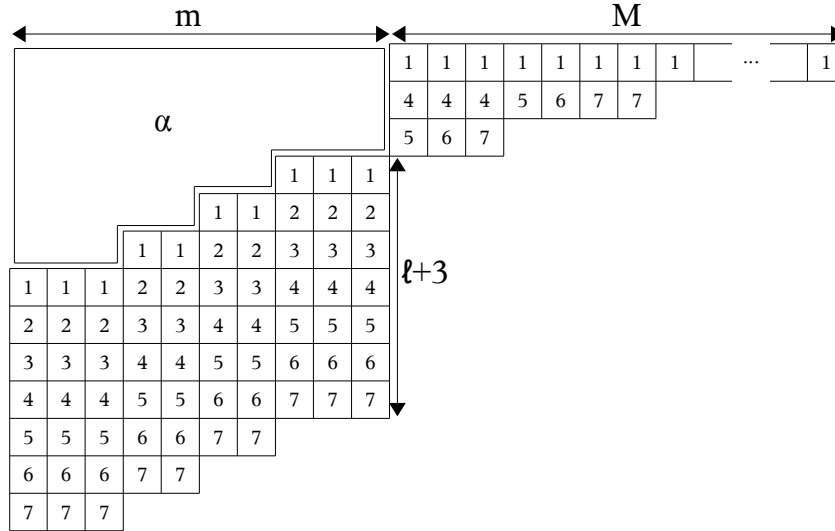 m M
1 1 1 1 1 1 1 1 ... 1
α 4 4 4 5 6 7 7
5 6 7
1 1 1
1 1 2 2 2
1 1 2 2 3 3 3
ℓ+3
1 1 1 2 2 3 3 4 4 4
2 2 2 3 3 4 4 5 5 5
3 3 3 4 4 5 5 6 6 6
4 4 4 5 5 6 6 7 7 7
5 5 5 6 6 7 7
6 6 6 7 7
7 7 7